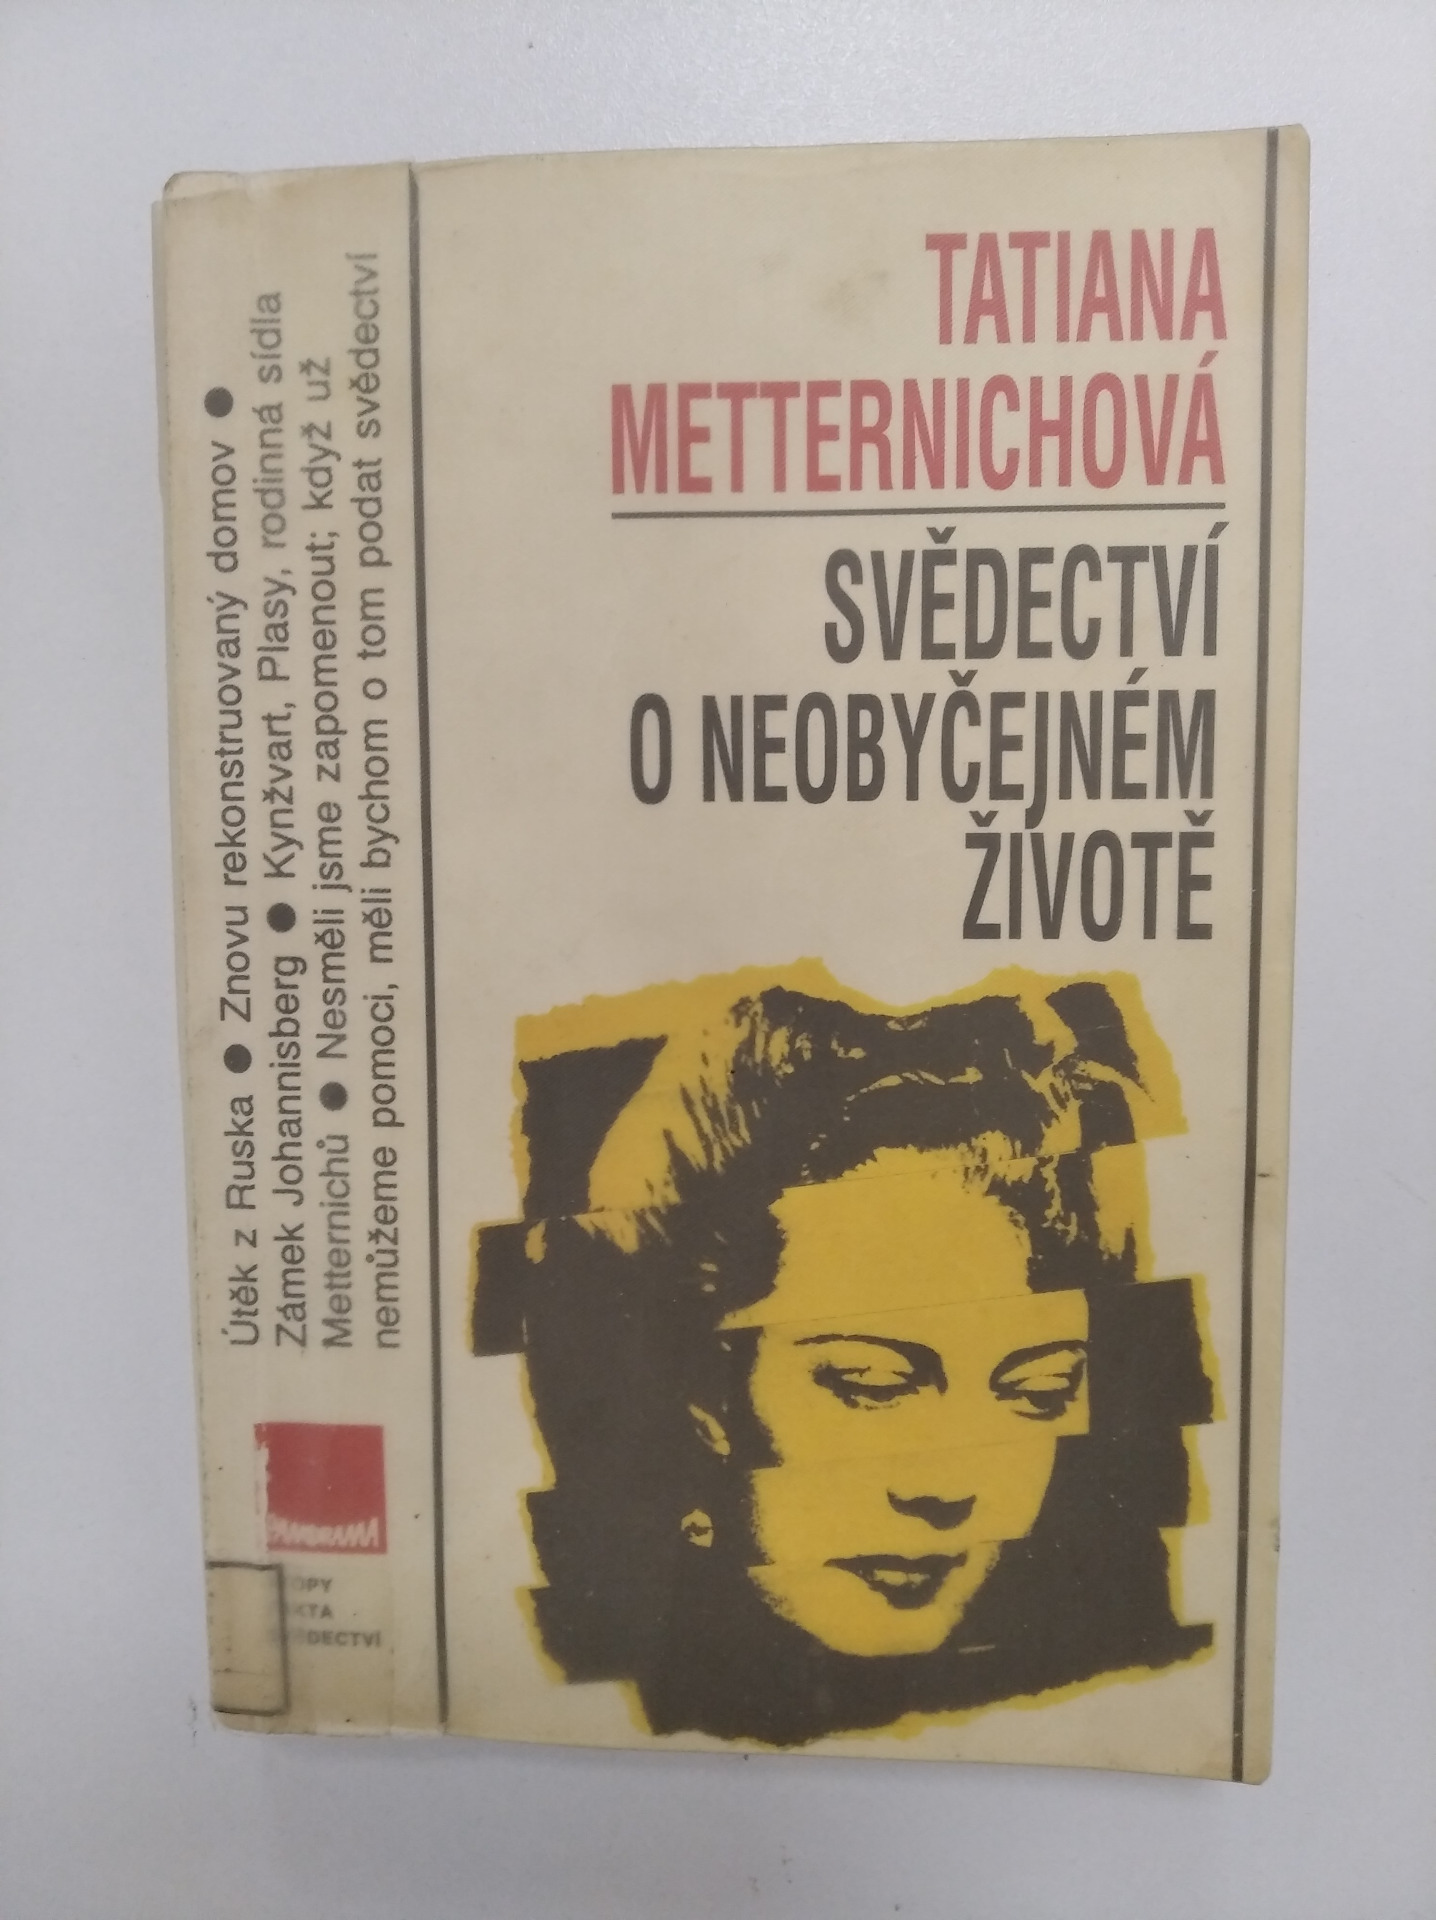 TATIANA
METTERNICHOVÁ
SVĚDECTVÍ
O NEOBYČEJNÉM
ŽIVOTĚ
Útěk z Ruska ● Znovu rekonstruovaný domov ●
Zámek Johannisberg ● Kynžvart, Plasy, rodinná sídla
Metternichů ● Nesměli jsme zapomenout; když už
nemůžeme pomoci, měli bychom o tom podat svědectví
PANORAMA